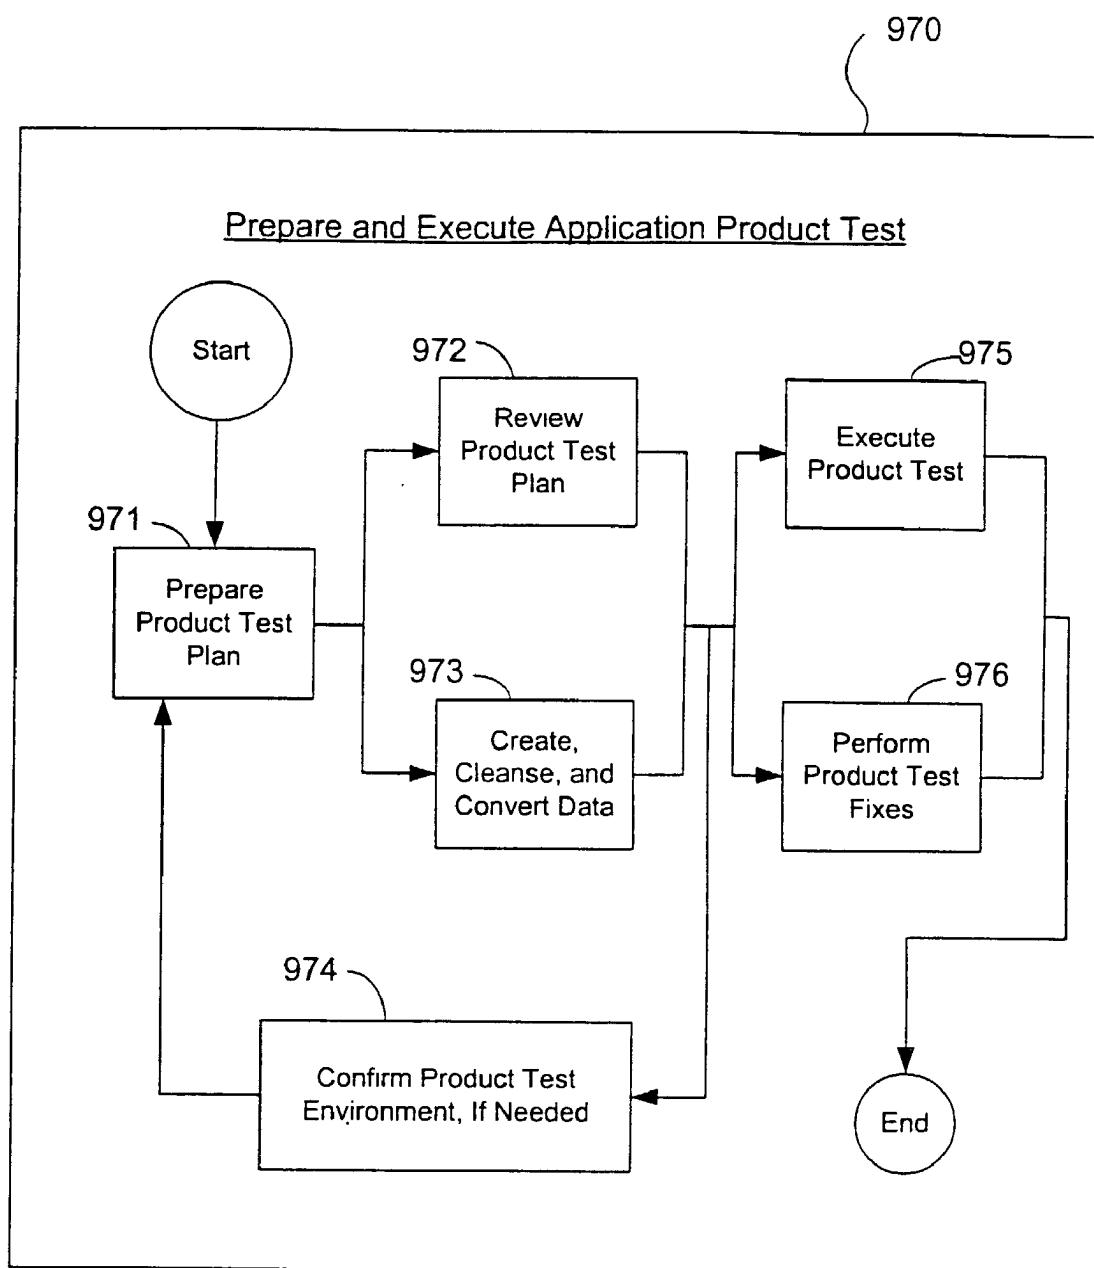 970
Prepare and Execute Application Product Test
Start
972
Review
Product Test
Plan
975
Execute
Product Test
971
Prepare
Product Test
Plan
973
Create,
Cleanse, and
Convert Data
976
Perform
Product Test
Fixes
974
Confirm Product Test
Environment, If Needed
End